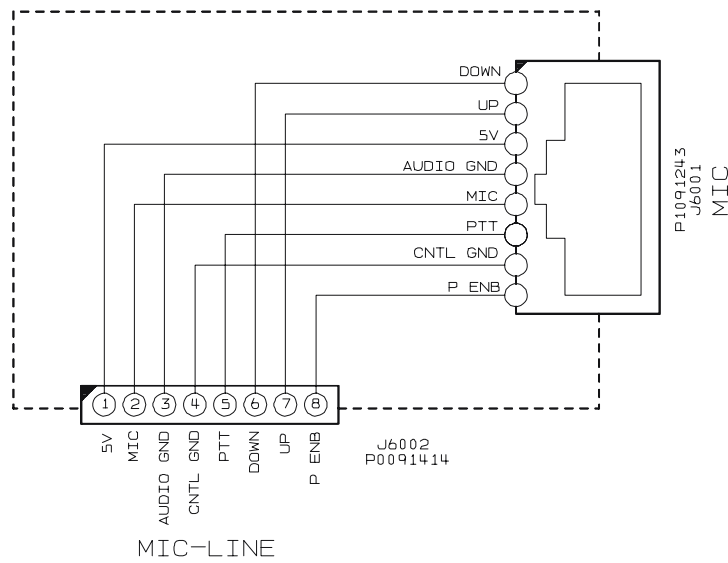 DOWN
UP
5V
AUDIO GND
MIC
PTT
CNTL GND
P ENB
P1091243
J6001
MIC
1 2 3 4 5 6 7 8
5V
MIC
AUDIO GND
CNTL GND
PTT
DOWN
UP
P ENB
J6002
P0091414
MIC-LINE